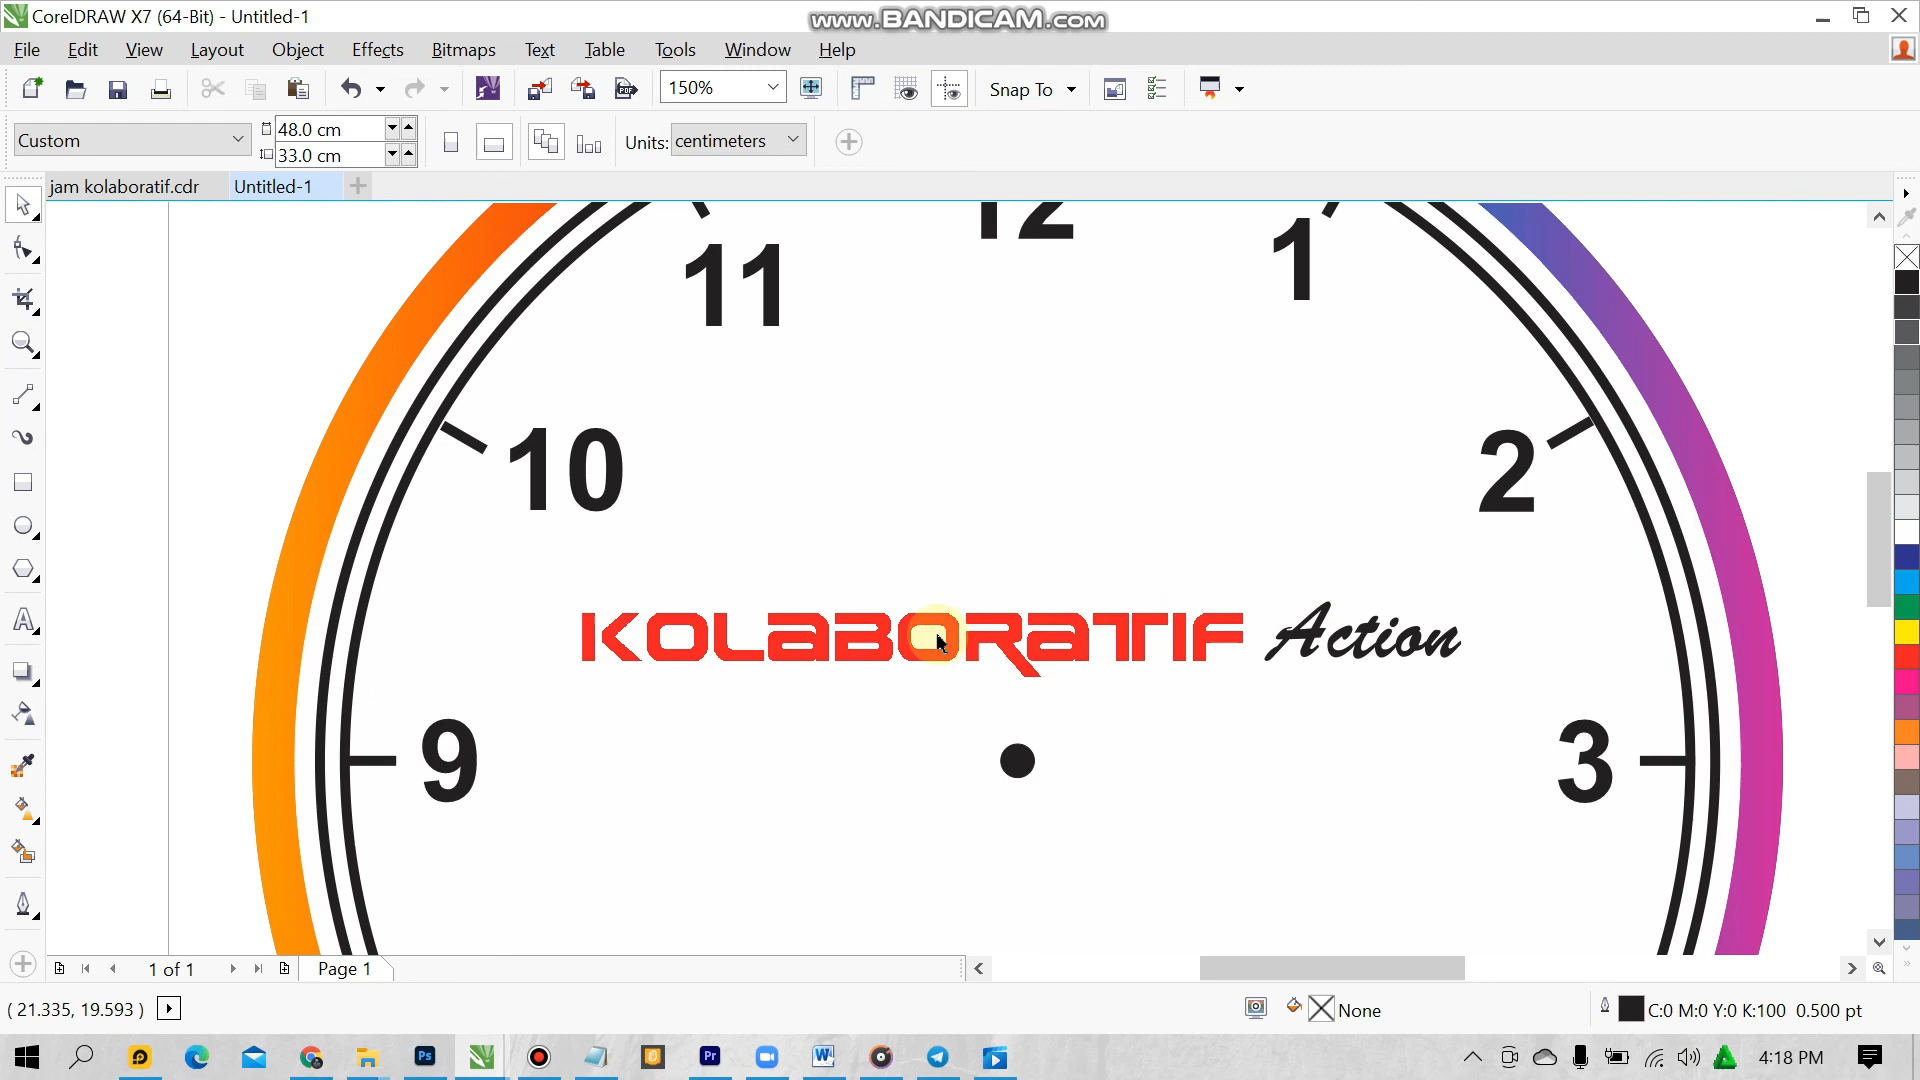 CorelDRAW X7 (64-Bit) - Untitled-1
www.BANDICAM.com
File Edit View Layout Object Effects Bitmaps Text Table Tools Window Help
150%
Snap To
Custom
48.0 cm
33.0 cm
Units: centimeters
jam kolaboratif.cdr
Untitled-1
12
11
1
10
2
KOLABORATIF Action
9
3
1 of 1
Page 1
( 21.335, 19.593 )
None
C:0 M:0 Y:0 K:100 0.500 pt
4:18 PM